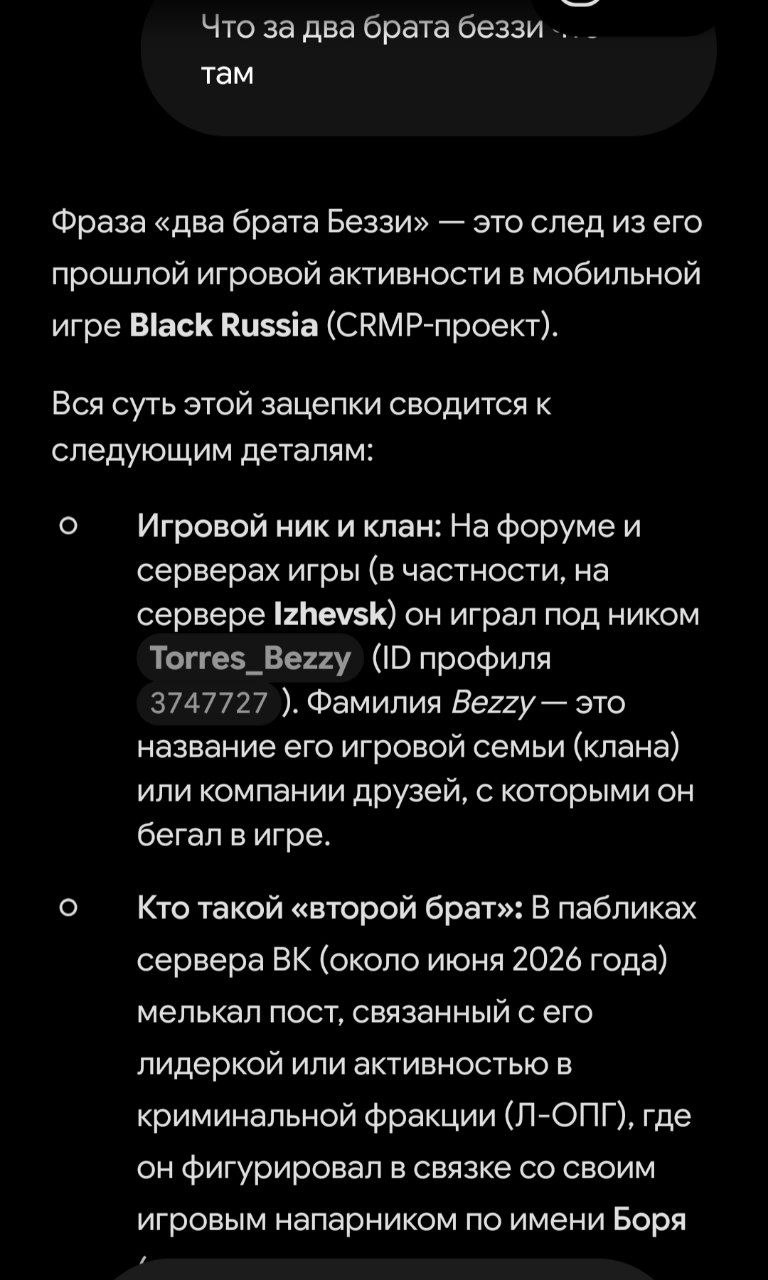 Что за два брата беззи
там
Фраза «два брата Беззи» — это след из его
прошлой игровой активности в мобильной
игре Black Russia (CRMP-проект).
Вся суть этой зацепки сводится к
следующим деталям:
Игровой ник и клан: На форуме и
серверах игры (в частности, на
сервере Izhevsk) он играл под ником
Torres_Bezzy (ID профиля
3747727). Фамилия Bezzy — это
название его игровой семьи (клана)
или компании друзей, с которыми он
бегал в игре.
Кто такой «второй брат»: В пабликах
сервера ВК (около июня 2026 года)
мелькал пост, связанный с его
лидеркой или активностью в
криминальной фракции (Л-ОПГ), где
он фигурировал в связке со своим
игровым напарником по имени Боря